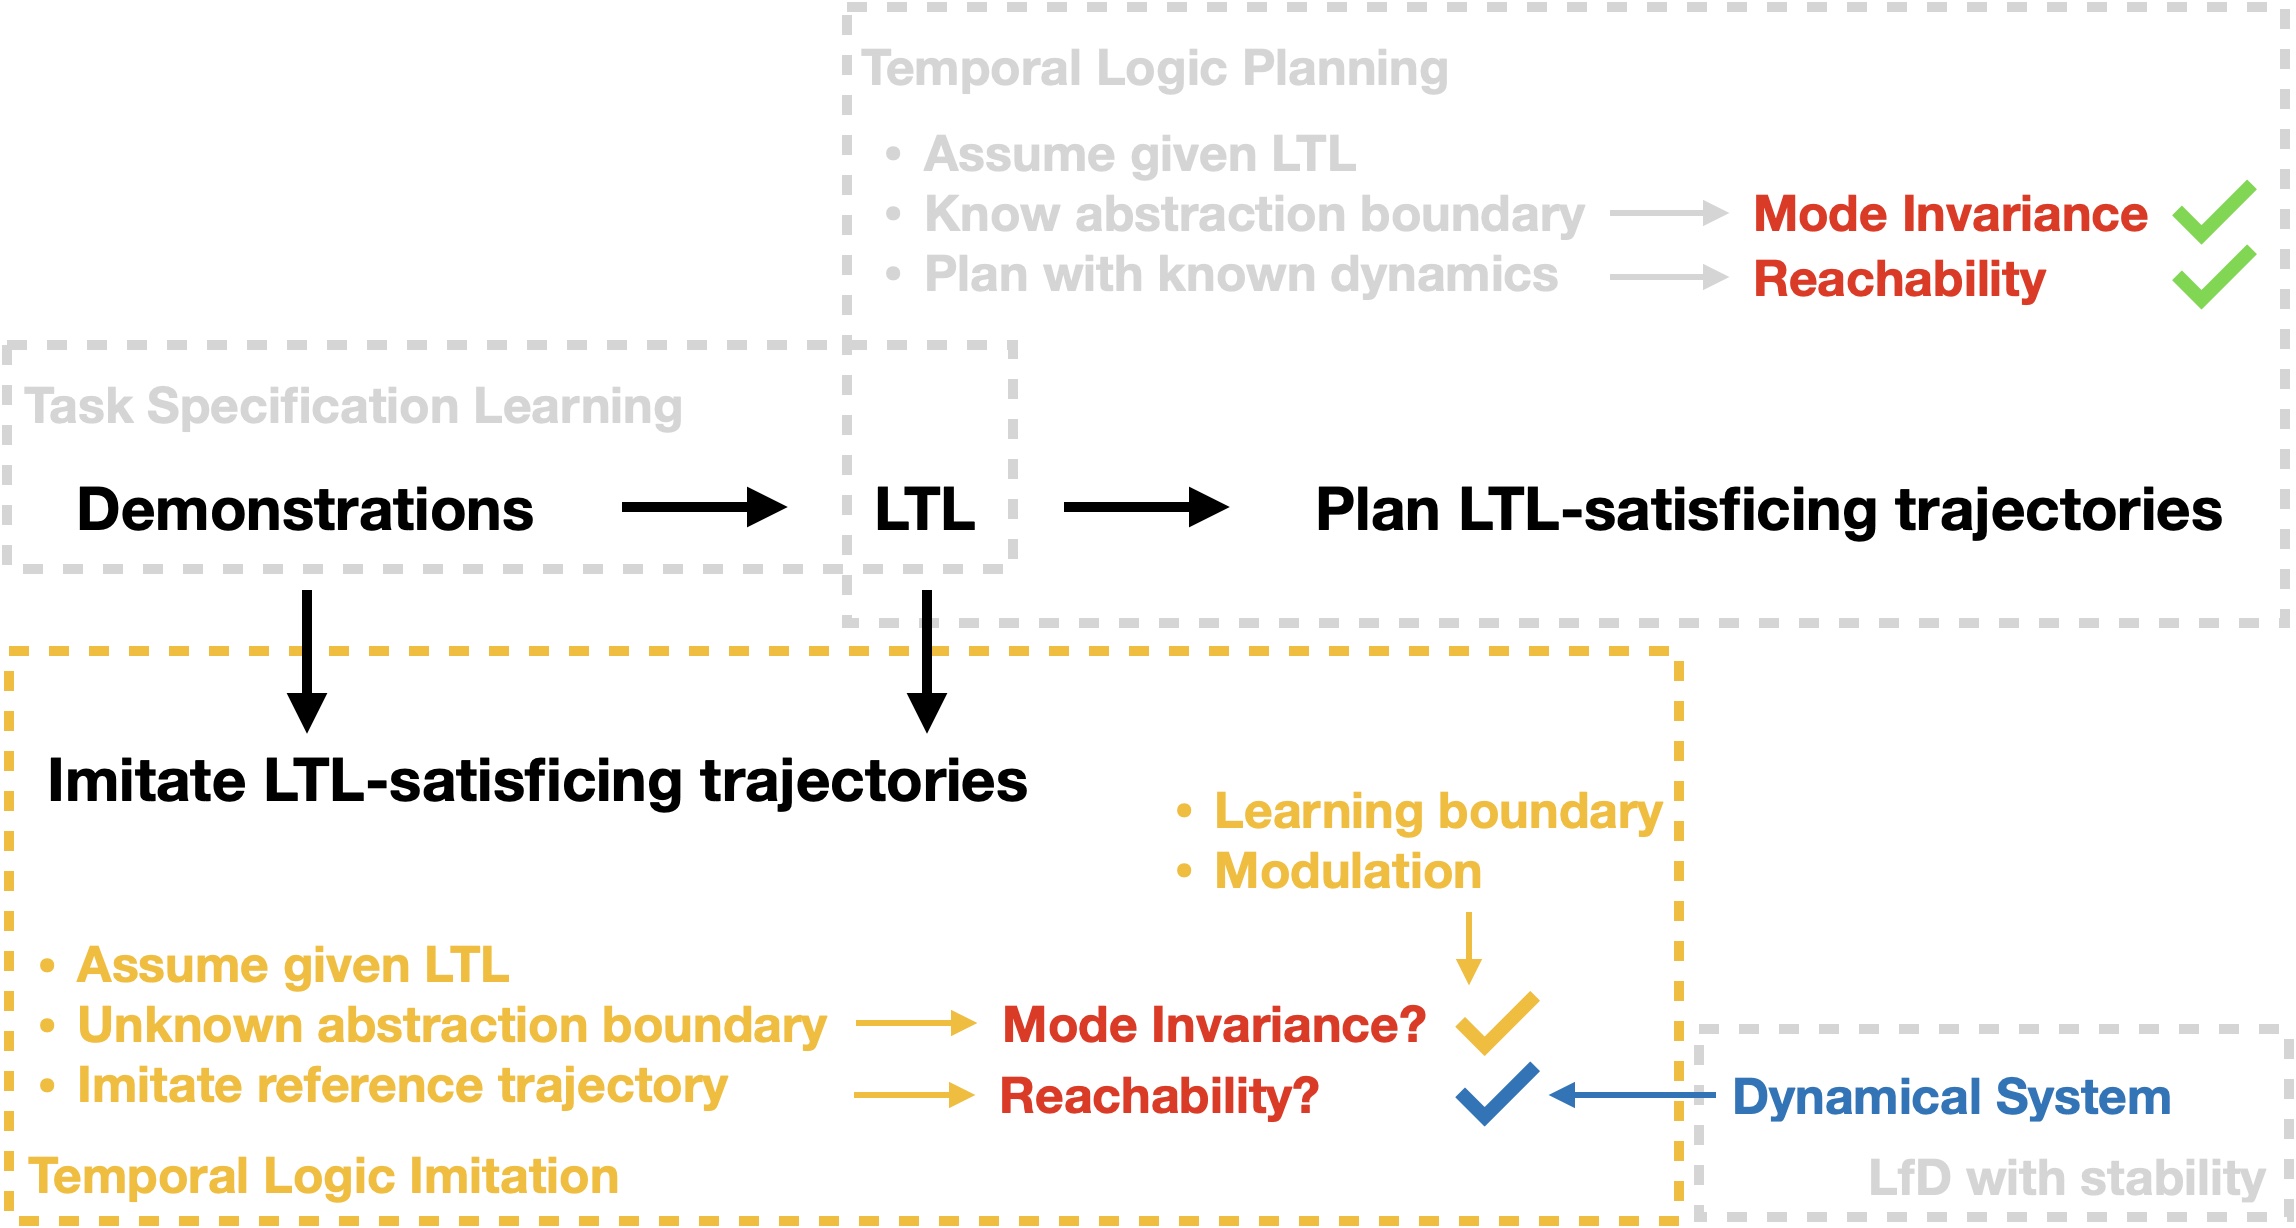 Temporal Logic Planning
• Assume given LTL
• Know abstraction boundary
Mode Invariance
• Plan with known dynamics
Reachability
Task Specification Learning
Demonstrations
LTL
Plan LTL-satisficing trajectories
Imitate LTL-satisficing trajectories
• Learning boundary
• Modulation
• Assume given LTL
• Unknown abstraction boundary
Mode Invariance?
• Imitate reference trajectory
Reachability?
Dynamical System
Temporal Logic Imitation
LfD with stability